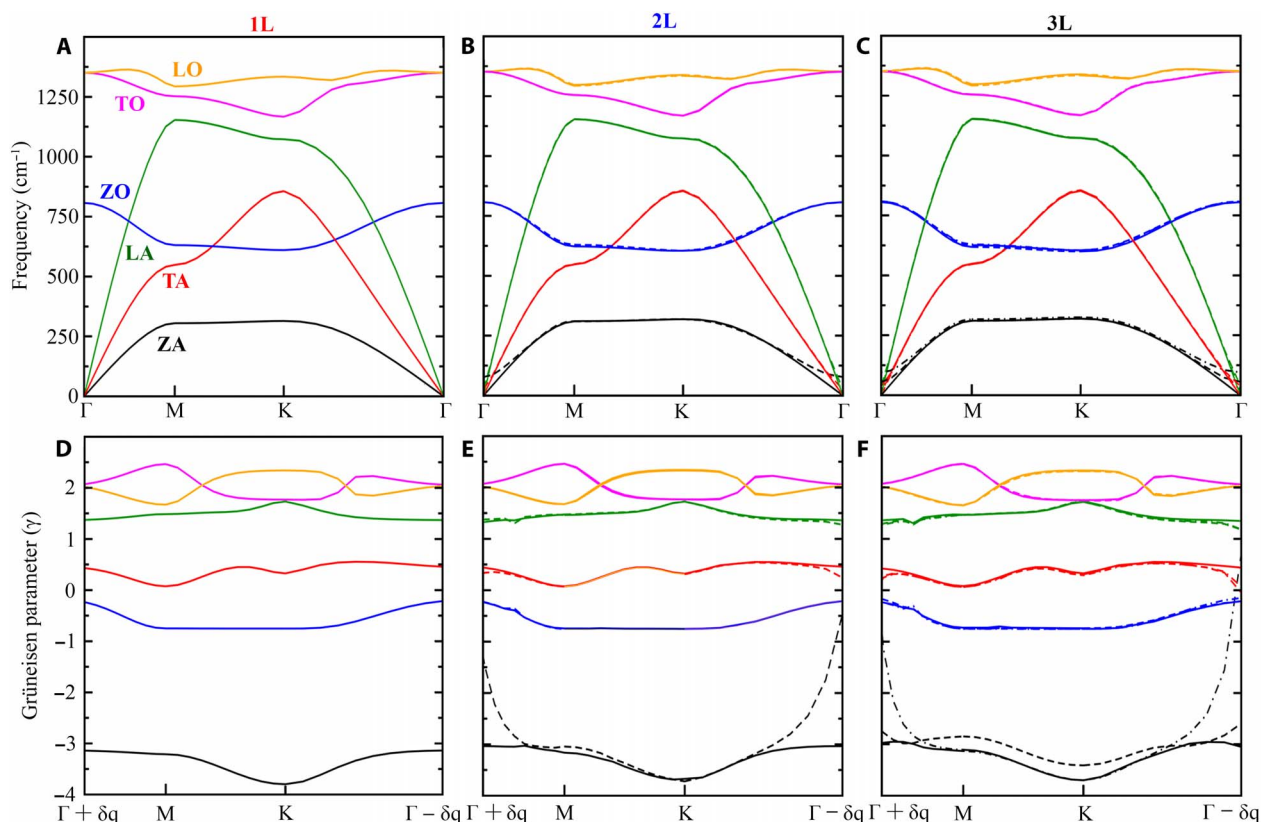 1L 2L 3L
A B C
LO
TO
ZO
LA
TA
ZA
Frequency (cm⁻¹)
1250
1000
750
500
250
0
Γ M K Γ Γ M K Γ Γ M K Γ
D E F
Grüneisen parameter (γ)
2
1
0
−1
−2
−3
−4
Γ + δq M K Γ − δq Γ + δq M K Γ − δq Γ + δq M K Γ − δq